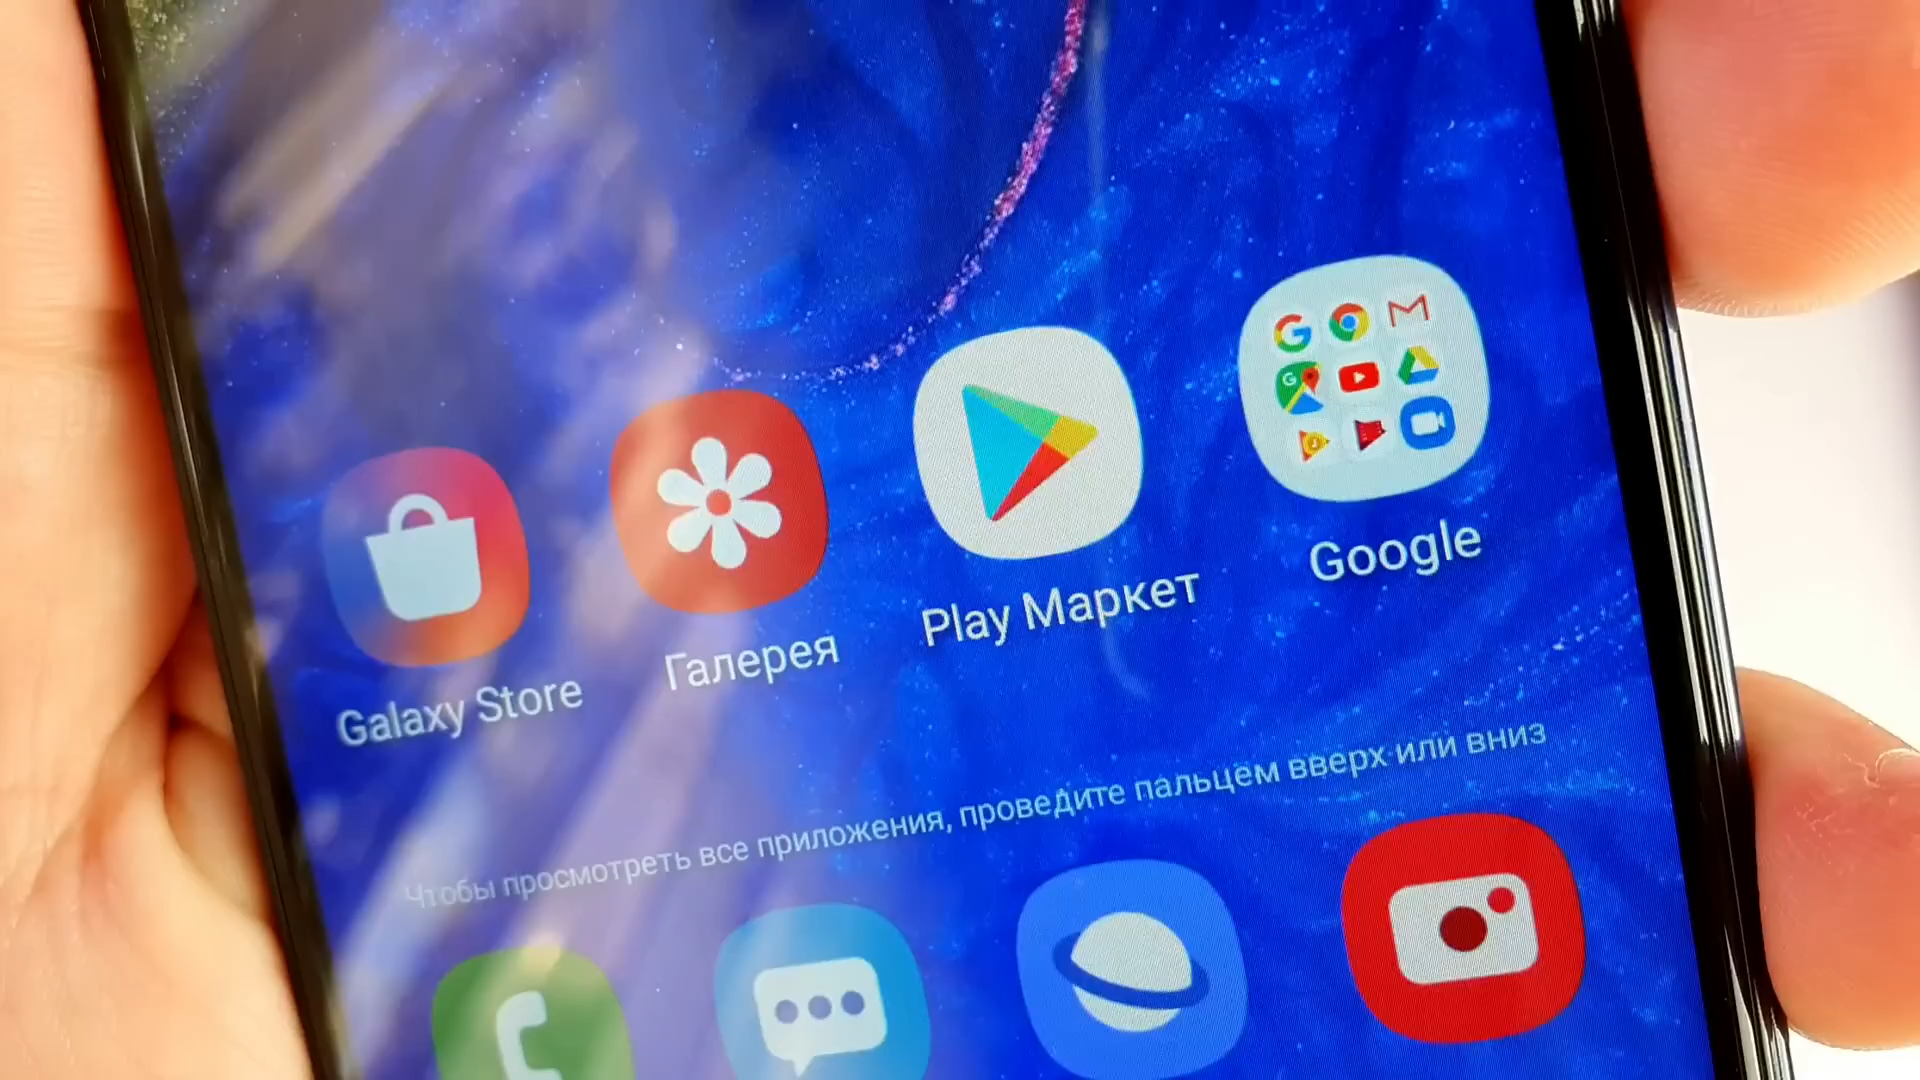 Galaxy Store
Галерея
Play Маркет
Google
Чтобы просмотреть все приложения, проведите пальцем вверх или вниз